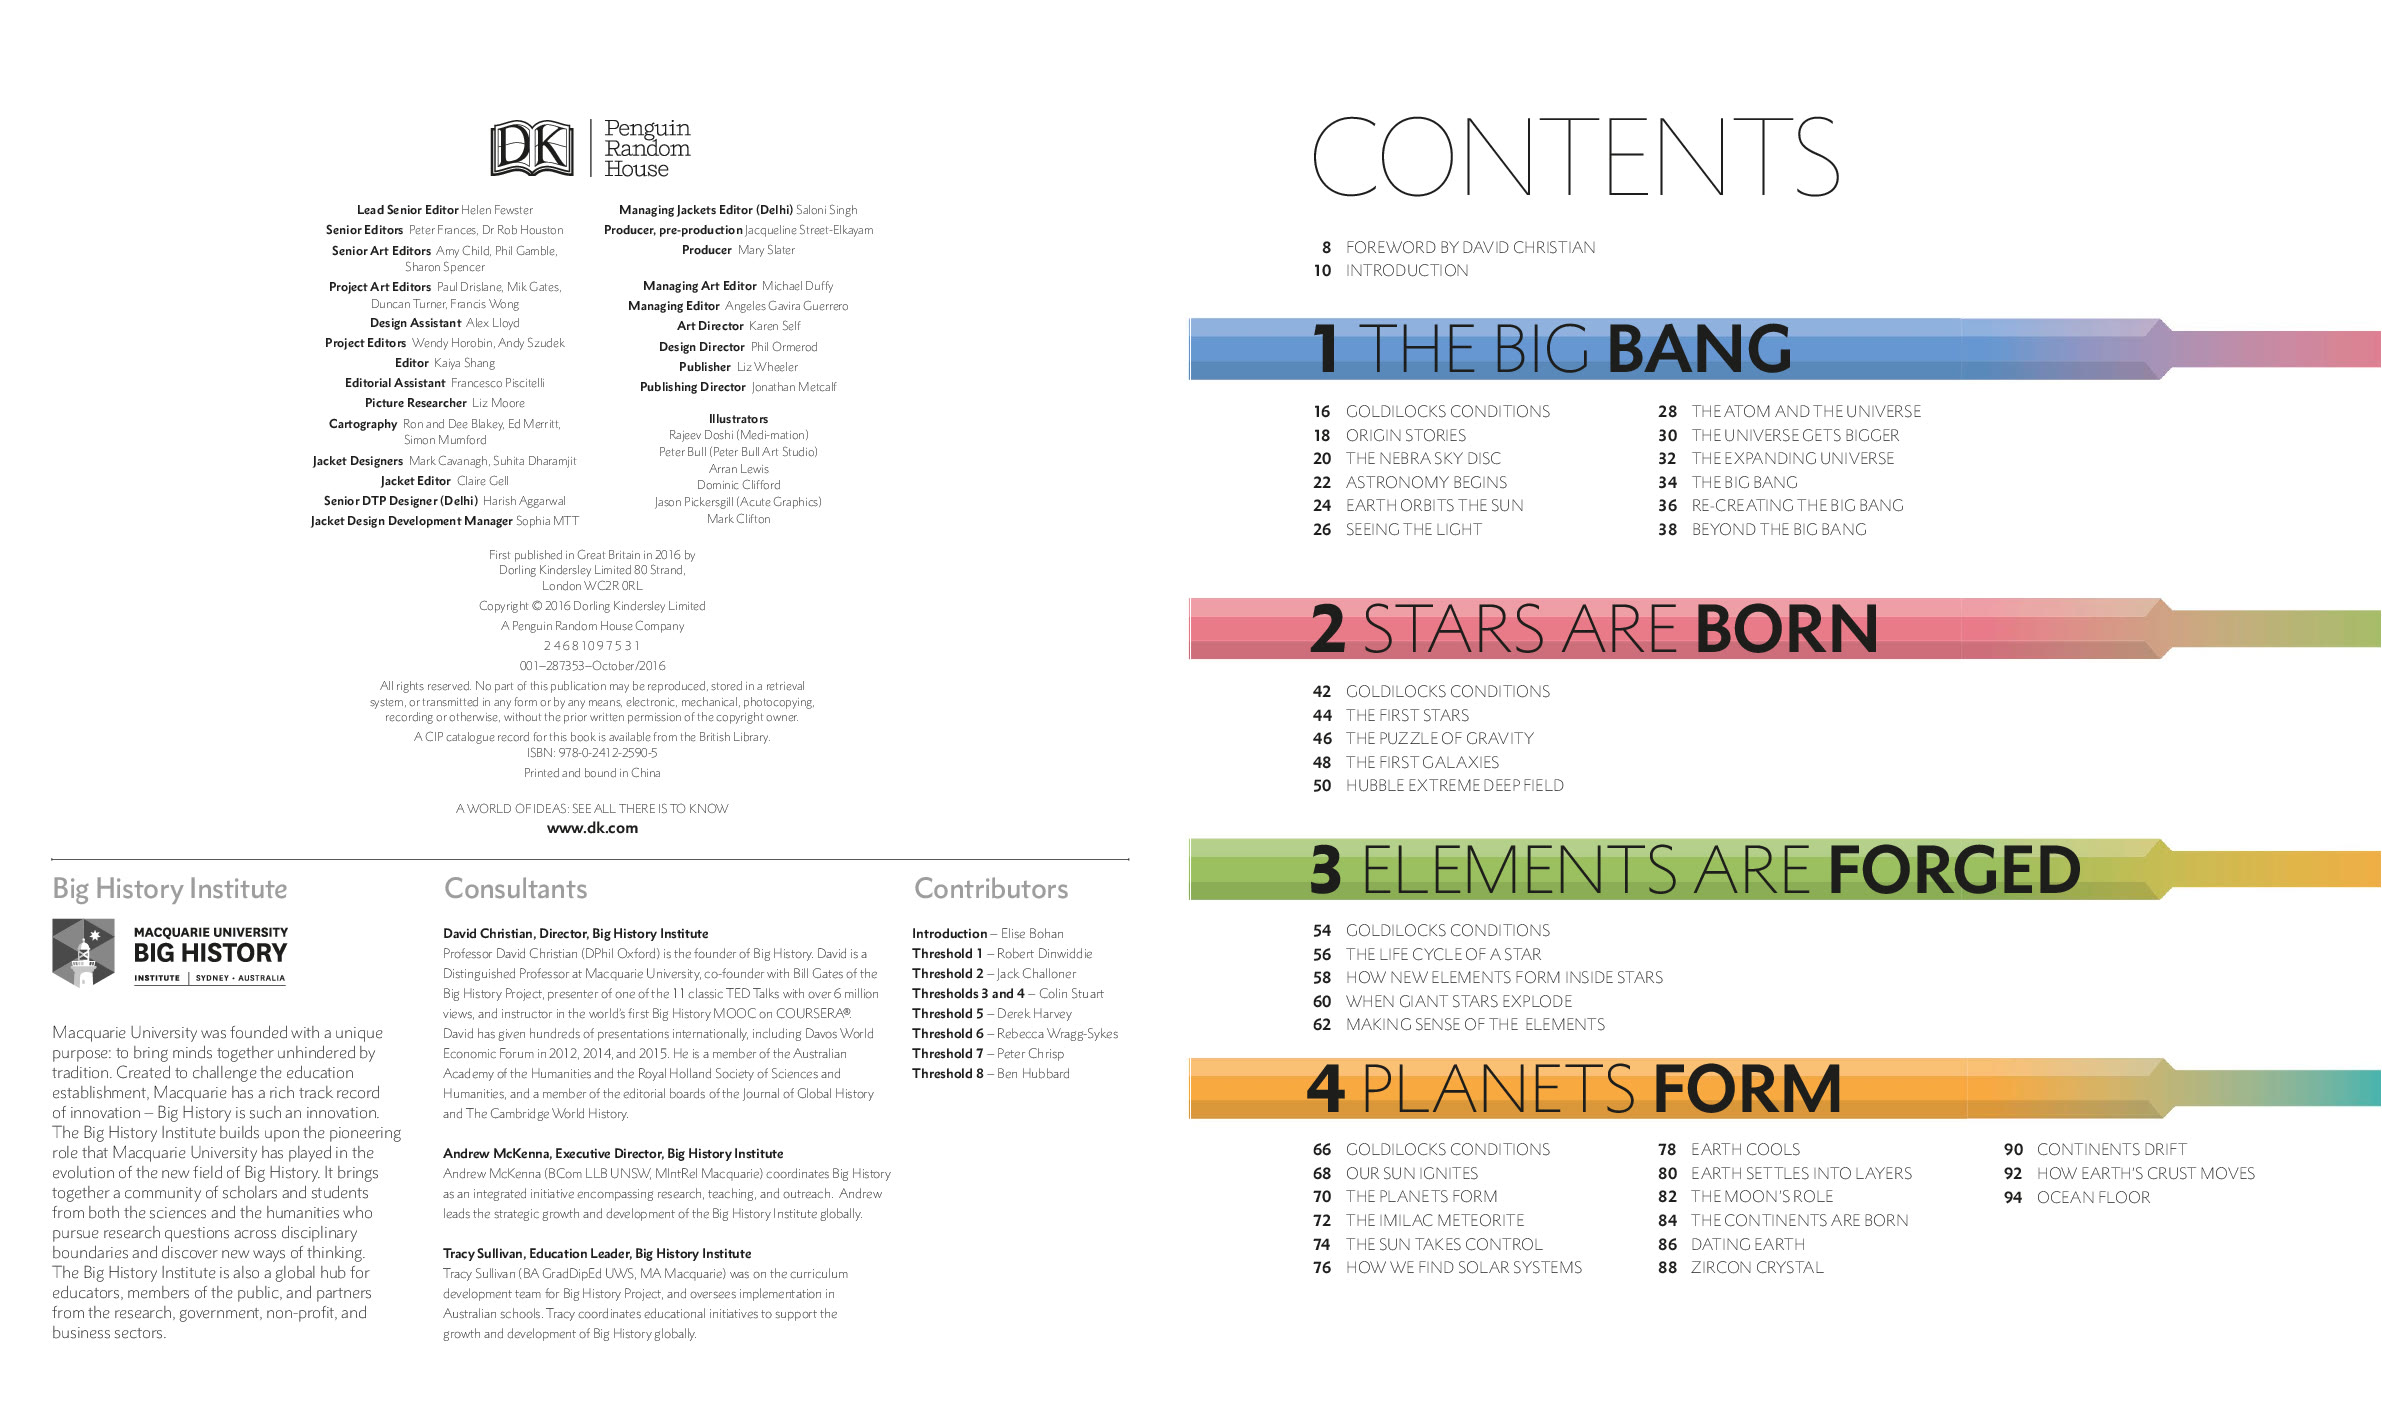 DK
Penguin
Random
House
Lead Senior Editor Helen Fewster
Senior Editors Peter Frances, Dr Rob Houston
Senior Art Editors Amy Child, Phil Gamble,
Sharon Spencer
Project Art Editors Paul Drislane, Mik Gates,
Duncan Turner, Francis Wong
Design Assistant Alex Lloyd
Project Editors Wendy Horobin, Andy Szudek
Editor Kaiya Shang
Editorial Assistant Francesco Piscitelli
Picture Researcher Liz Moore
Cartography Ron and Dee Blakey, Ed Merritt,
Simon Mumford
Jacket Designers Mark Cavanagh, Suhita Dharamjit
Jacket Editor Claire Gell
Senior DTP Designer (Delhi) Harish Aggarwal
Jacket Design Development Manager Sophia MTT
Managing Jackets Editor (Delhi) Saloni Singh
Producer, pre-production Jacqueline Street-Elkayam
Producer Mary Slater
Managing Art Editor Michael Duffy
Managing Editor Angeles Gavira Guerrero
Art Director Karen Self
Design Director Phil Ormerod
Publisher Liz Wheeler
Publishing Director Jonathan Metcalf
Illustrators
Rajeev Doshi (Medi-mation)
Peter Bull (Peter Bull Art Studio)
Arran Lewis
Dominic Clifford
Jason Pickersgill (Acute Graphics)
Mark Clifton
First published in Great Britain in 2016 by
Dorling Kindersley Limited 80 Strand,
London WC2R 0RL
Copyright © 2016 Dorling Kindersley Limited
A Penguin Random House Company
2 4 6 8 10 9 7 5 3 1
001–287353–October/2016
All rights reserved. No part of this publication may be reproduced, stored in a retrieval
system, or transmitted in any form or by any means, electronic, mechanical, photocopying,
recording or otherwise, without the prior written permission of the copyright owner.
A CIP catalogue record for this book is available from the British Library.
ISBN: 978-0-2412-2590-5
Printed and bound in China
A WORLD OF IDEAS: SEE ALL THERE IS TO KNOW
www.dk.com
Big History Institute
MACQUARIE UNIVERSITY
BIG HISTORY
INSTITUTE | SYDNEY • AUSTRALIA
Macquarie University was founded with a unique
purpose: to bring minds together unhindered by
tradition. Created to challenge the education
establishment, Macquarie has a rich track record
of innovation – Big History is such an innovation.
The Big History Institute builds upon the pioneering
role that Macquarie University has played in the
evolution of the new field of Big History. It brings
together a community of scholars and students
from both the sciences and the humanities who
pursue research questions across disciplinary
boundaries and discover new ways of thinking.
The Big History Institute is also a global hub for
educators, members of the public, and partners
from the research, government, non-profit, and
business sectors.
Consultants
David Christian, Director, Big History Institute
Professor David Christian (DPhil Oxford) is the founder of Big History. David is a
Distinguished Professor at Macquarie University, co-founder with Bill Gates of the
Big History Project, presenter of one of the 11 classic TED Talks with over 6 million
views, and instructor in the world's first Big History MOOC on COURSERA®.
David has given hundreds of presentations internationally, including Davos World
Economic Forum in 2012, 2014, and 2015. He is a member of the Australian
Academy of the Humanities and the Royal Holland Society of Sciences and
Humanities, and a member of the editorial boards of the Journal of Global History
and The Cambridge World History.
Andrew McKenna, Executive Director, Big History Institute
Andrew McKenna (BCom LLB UNSW, MIntRel Macquarie) coordinates Big History
as an integrated initiative encompassing research, teaching, and outreach. Andrew
leads the strategic growth and development of the Big History Institute globally.
Tracy Sullivan, Education Leader, Big History Institute
Tracy Sullivan (BA GradDipEd UWS, MA Macquarie) was on the curriculum
development team for Big History Project, and oversees implementation in
Australian schools. Tracy coordinates educational initiatives to support the
growth and development of Big History globally.
Contributors
Introduction – Elise Bohan
Threshold 1 – Robert Dinwiddie
Threshold 2 – Jack Challoner
Thresholds 3 and 4 – Colin Stuart
Threshold 5 – Derek Harvey
Threshold 6 – Rebecca Wragg-Sykes
Threshold 7 – Peter Chrisp
Threshold 8 – Ben Hubbard
CONTENTS
8 FOREWORD BY DAVID CHRISTIAN
10 INTRODUCTION
1 THE BIG BANG
16 GOLDILOCKS CONDITIONS
18 ORIGIN STORIES
20 THE NEBRA SKY DISC
22 ASTRONOMY BEGINS
24 EARTH ORBITS THE SUN
26 SEEING THE LIGHT
28 THE ATOM AND THE UNIVERSE
30 THE UNIVERSE GETS BIGGER
32 THE EXPANDING UNIVERSE
34 THE BIG BANG
36 RE-CREATING THE BIG BANG
38 BEYOND THE BIG BANG
2 STARS ARE BORN
42 GOLDILOCKS CONDITIONS
44 THE FIRST STARS
46 THE PUZZLE OF GRAVITY
48 THE FIRST GALAXIES
50 HUBBLE EXTREME DEEP FIELD
3 ELEMENTS ARE FORGED
54 GOLDILOCKS CONDITIONS
56 THE LIFE CYCLE OF A STAR
58 HOW NEW ELEMENTS FORM INSIDE STARS
60 WHEN GIANT STARS EXPLODE
62 MAKING SENSE OF THE ELEMENTS
4 PLANETS FORM
66 GOLDILOCKS CONDITIONS
68 OUR SUN IGNITES
70 THE PLANETS FORM
72 THE IMILAC METEORITE
74 THE SUN TAKES CONTROL
76 HOW WE FIND SOLAR SYSTEMS
78 EARTH COOLS
80 EARTH SETTLES INTO LAYERS
82 THE MOON'S ROLE
84 THE CONTINENTS ARE BORN
86 DATING EARTH
88 ZIRCON CRYSTAL
90 CONTINENTS DRIFT
92 HOW EARTH'S CRUST MOVES
94 OCEAN FLOOR